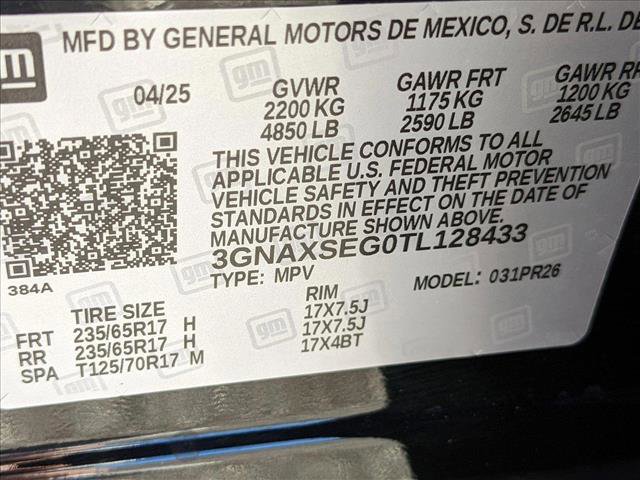 gm
MFD BY GENERAL MOTORS DE MEXICO, S. DE R.L. DE
04/25 GVWR GAWR FRT GAWR RR
2200 KG 1175 KG 1200 KG
4850 LB 2590 LB 2645 LB
THIS VEHICLE CONFORMS TO ALL
APPLICABLE U.S. FEDERAL MOTOR
VEHICLE SAFETY AND THEFT PREVENTION
STANDARDS IN EFFECT ON THE DATE OF
MANUFACTURE SHOWN ABOVE.
3GNAXSEG0TL128433
384A TYPE: MPV MODEL: 031PR26
TIRE SIZE RIM
FRT 235/65R17 H 17X7.5J
RR 235/65R17 H 17X7.5J
SPA T125/70R17 M 17X4BT